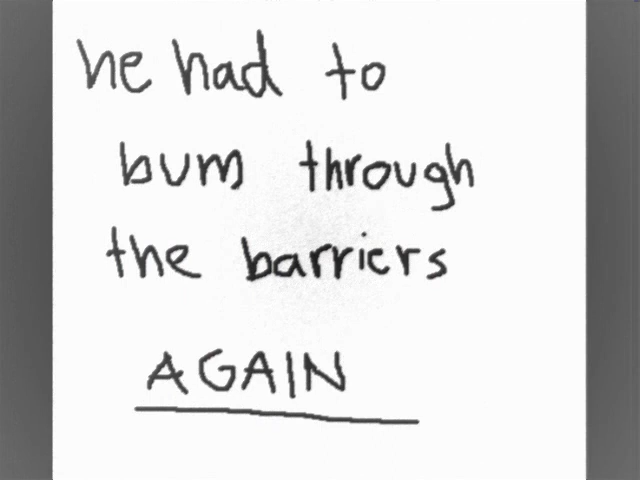 he had to
bum through
the barriers
AGAIN